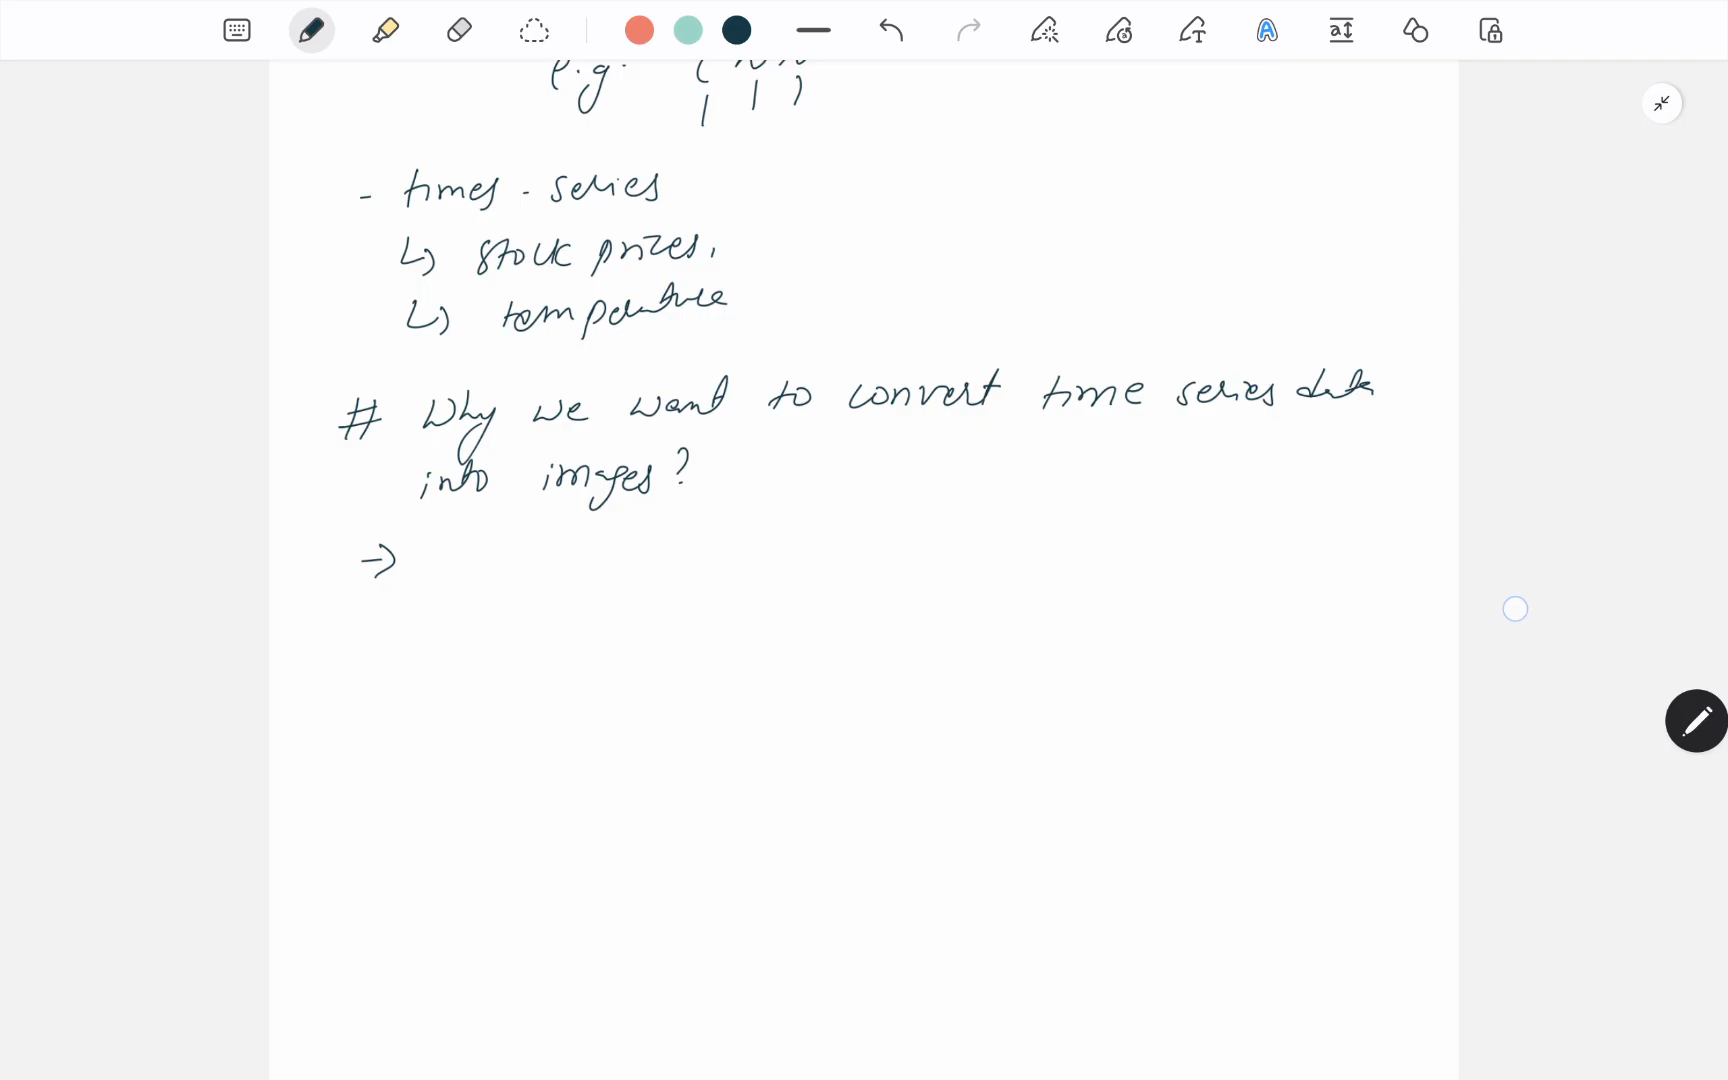 e.g.
- times - series
↳ stock prizes,
↳ temperature
# Why we want to convert time series data
into images?
→